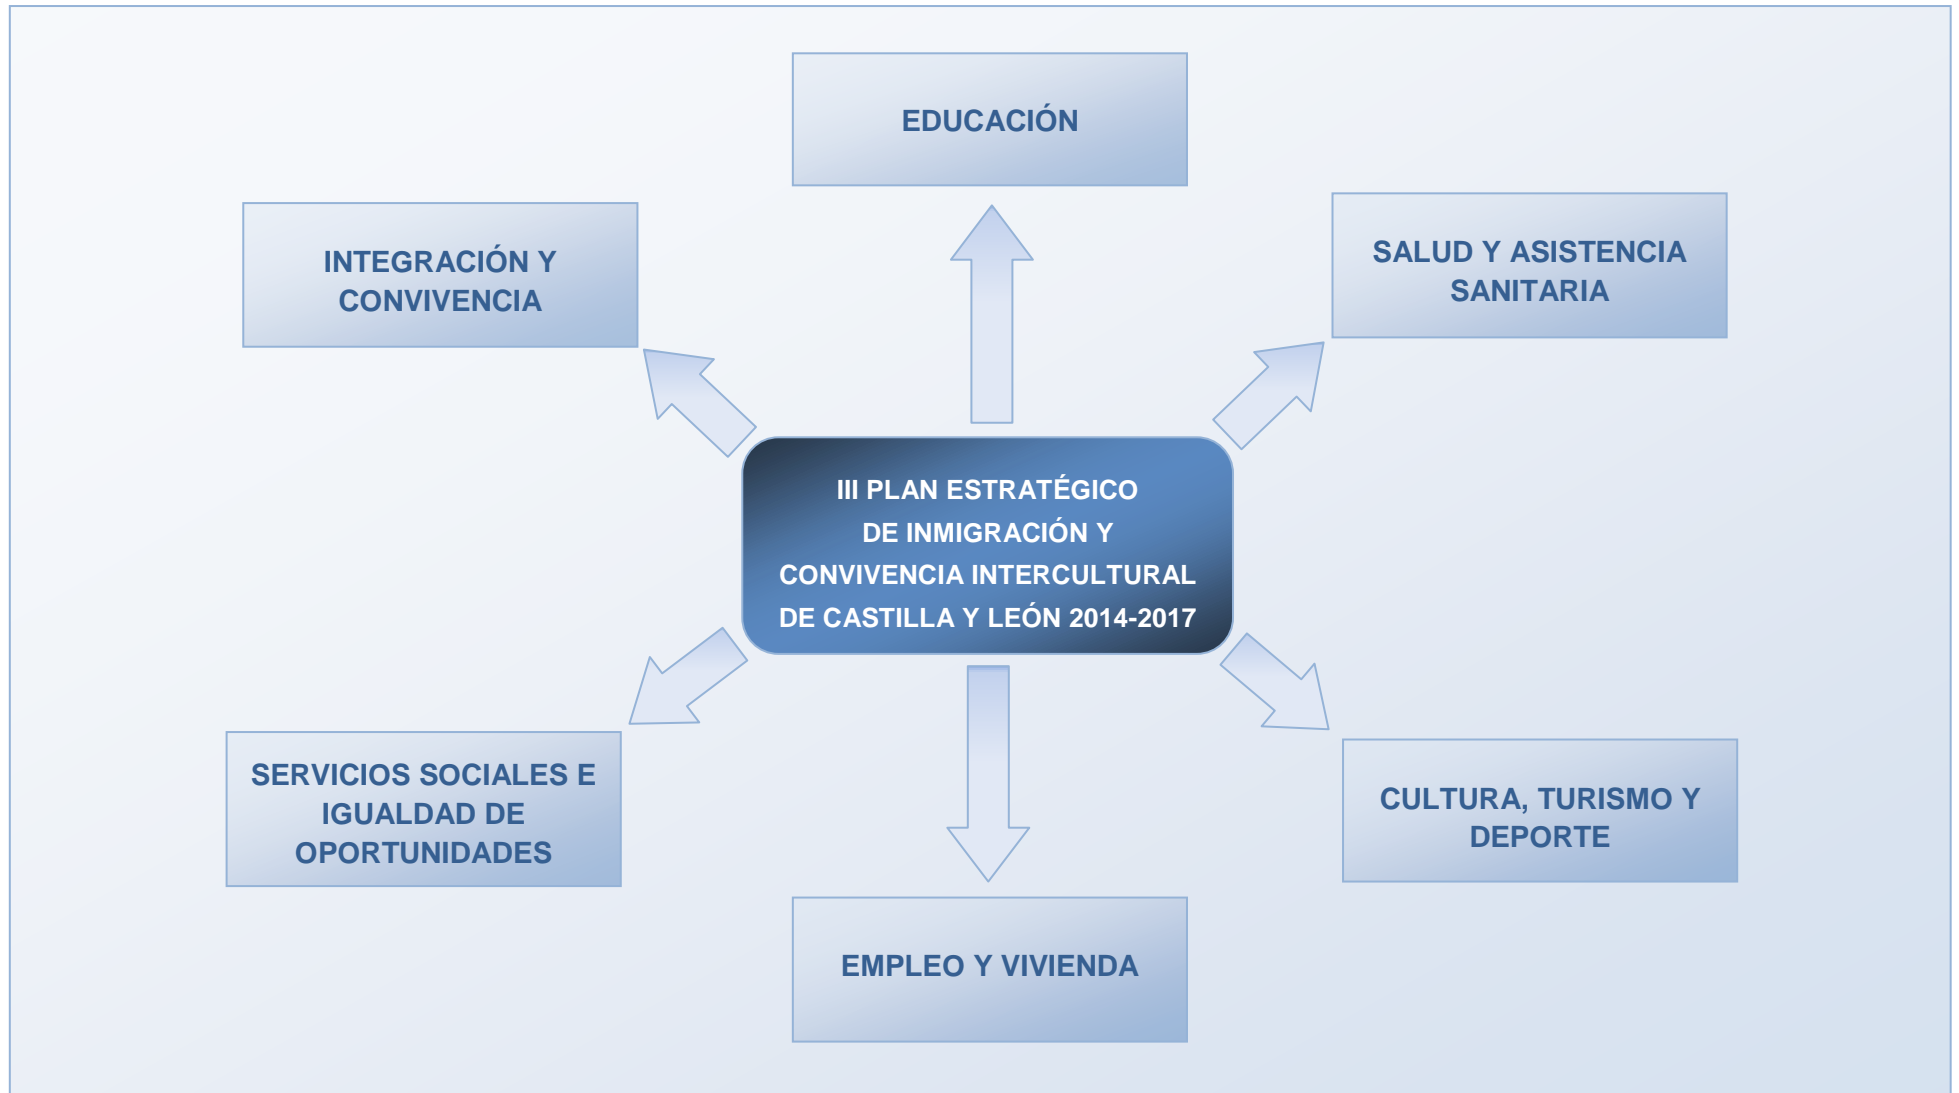 EDUCACIÓN
INTEGRACIÓN Y
CONVIVENCIA
SALUD Y ASISTENCIA
SANITARIA
III PLAN ESTRATÉGICO
DE INMIGRACIÓN Y
CONVIVENCIA INTERCULTURAL
DE CASTILLA Y LEÓN 2014-2017
SERVICIOS SOCIALES E
IGUALDAD DE
OPORTUNIDADES
CULTURA, TURISMO Y
DEPORTE
EMPLEO Y VIVIENDA